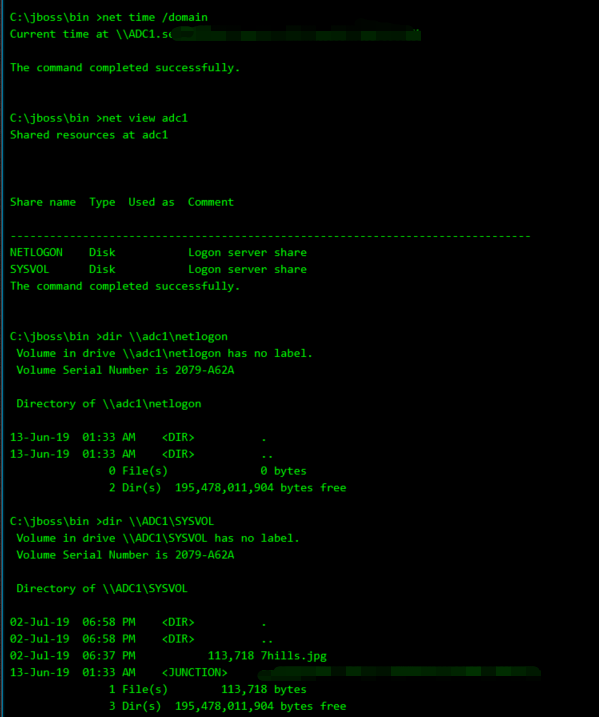 C:\jboss\bin >net time /domain
Current time at \\ADC1.se
The command completed successfully.
C:\jboss\bin >net view adc1
Shared resources at adc1
Share name  Type  Used as  Comment
-------------------------------------------------------------------------------
NETLOGON    Disk           Logon server share
SYSVOL      Disk           Logon server share
The command completed successfully.
C:\jboss\bin >dir \\adc1\netlogon
 Volume in drive \\adc1\netlogon has no label.
 Volume Serial Number is 2079-A62A
 Directory of \\adc1\netlogon
13-Jun-19  01:33 AM    <DIR>          .
13-Jun-19  01:33 AM    <DIR>          ..
               0 File(s)              0 bytes
               2 Dir(s)  195,478,011,904 bytes free
C:\jboss\bin >dir \\ADC1\SYSVOL
 Volume in drive \\ADC1\SYSVOL has no label.
 Volume Serial Number is 2079-A62A
 Directory of \\ADC1\SYSVOL
02-Jul-19  06:58 PM    <DIR>          .
02-Jul-19  06:58 PM    <DIR>          ..
02-Jul-19  06:37 PM           113,718 7hills.jpg
13-Jun-19  01:33 AM    <JUNCTION>
               1 File(s)        113,718 bytes
               3 Dir(s)  195,478,011,904 bytes free